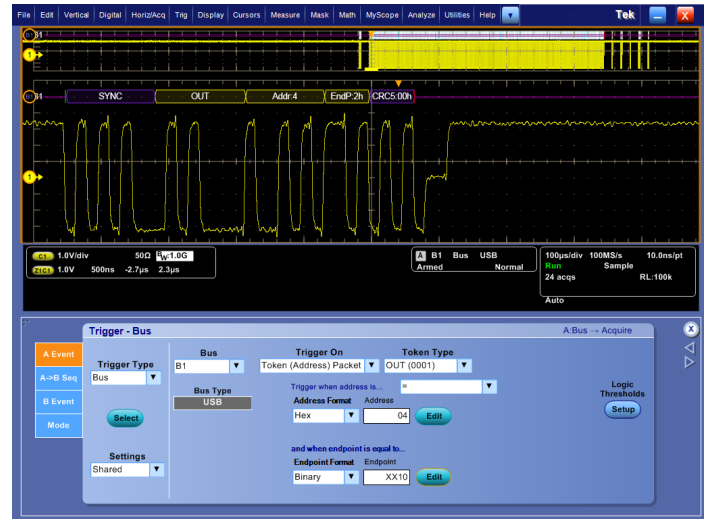 File Edit Vertical Digital Horiz/Acq Trig Display Cursors Measure Mask Math MyScope Analyze Utilities Help Tek X
B1
1
B1 SYNC OUT Addr:4 EndP:2h CRC5:00h
1
C1 1.0V/div 50Ω BW:1.0G
Z1C1 1.0V 500ns -2.7µs 2.3µs
A B1 Bus USB
Armed Normal
100µs/div 100MS/s 10.0ns/pt
Run Sample
24 acqs RL:100k
Auto
Trigger - Bus A:Bus → Acquire X
A Event
A->B Seq
B Event
Mode
Trigger Type
Bus
Select
Settings
Shared
Bus
B1
Bus Type
USB
Trigger On Token Type
Token (Address) Packet OUT (0001)
Trigger when address is... =
Address Format Address
Hex 04 Edit
and when endpoint is equal to...
Endpoint Format Endpoint
Binary XX10 Edit
Logic
Thresholds
Setup